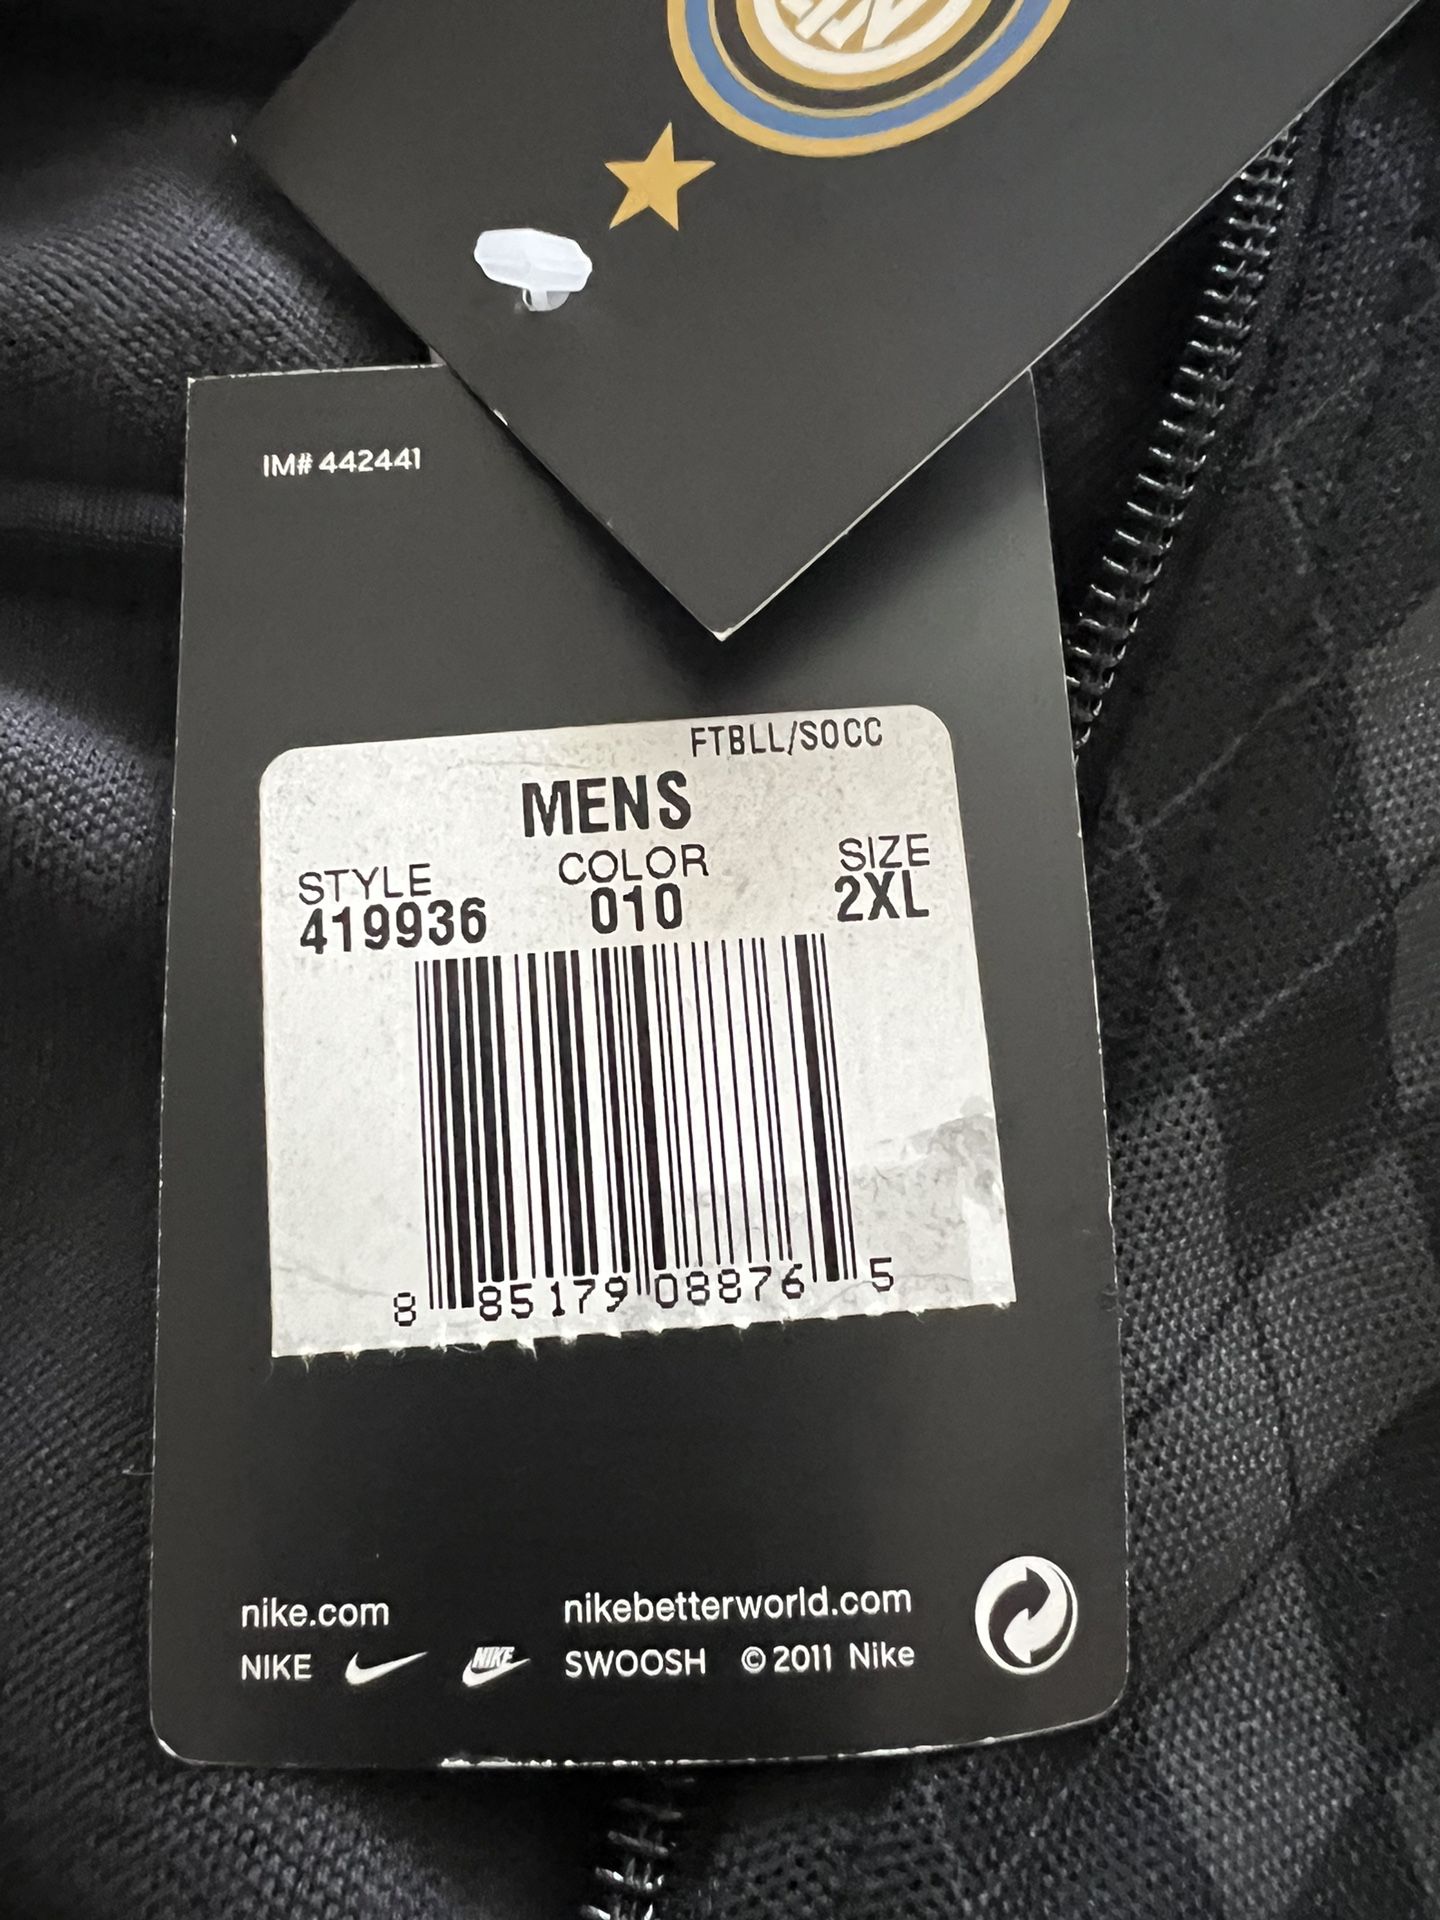 IM# 442441
FTBLL/SOCC
MENS
STYLE COLOR SIZE
419936 010 2XL
8 85179 08876 5
nike.com nikebetterworld.com
NIKE NIKE SWOOSH © 2011 Nike